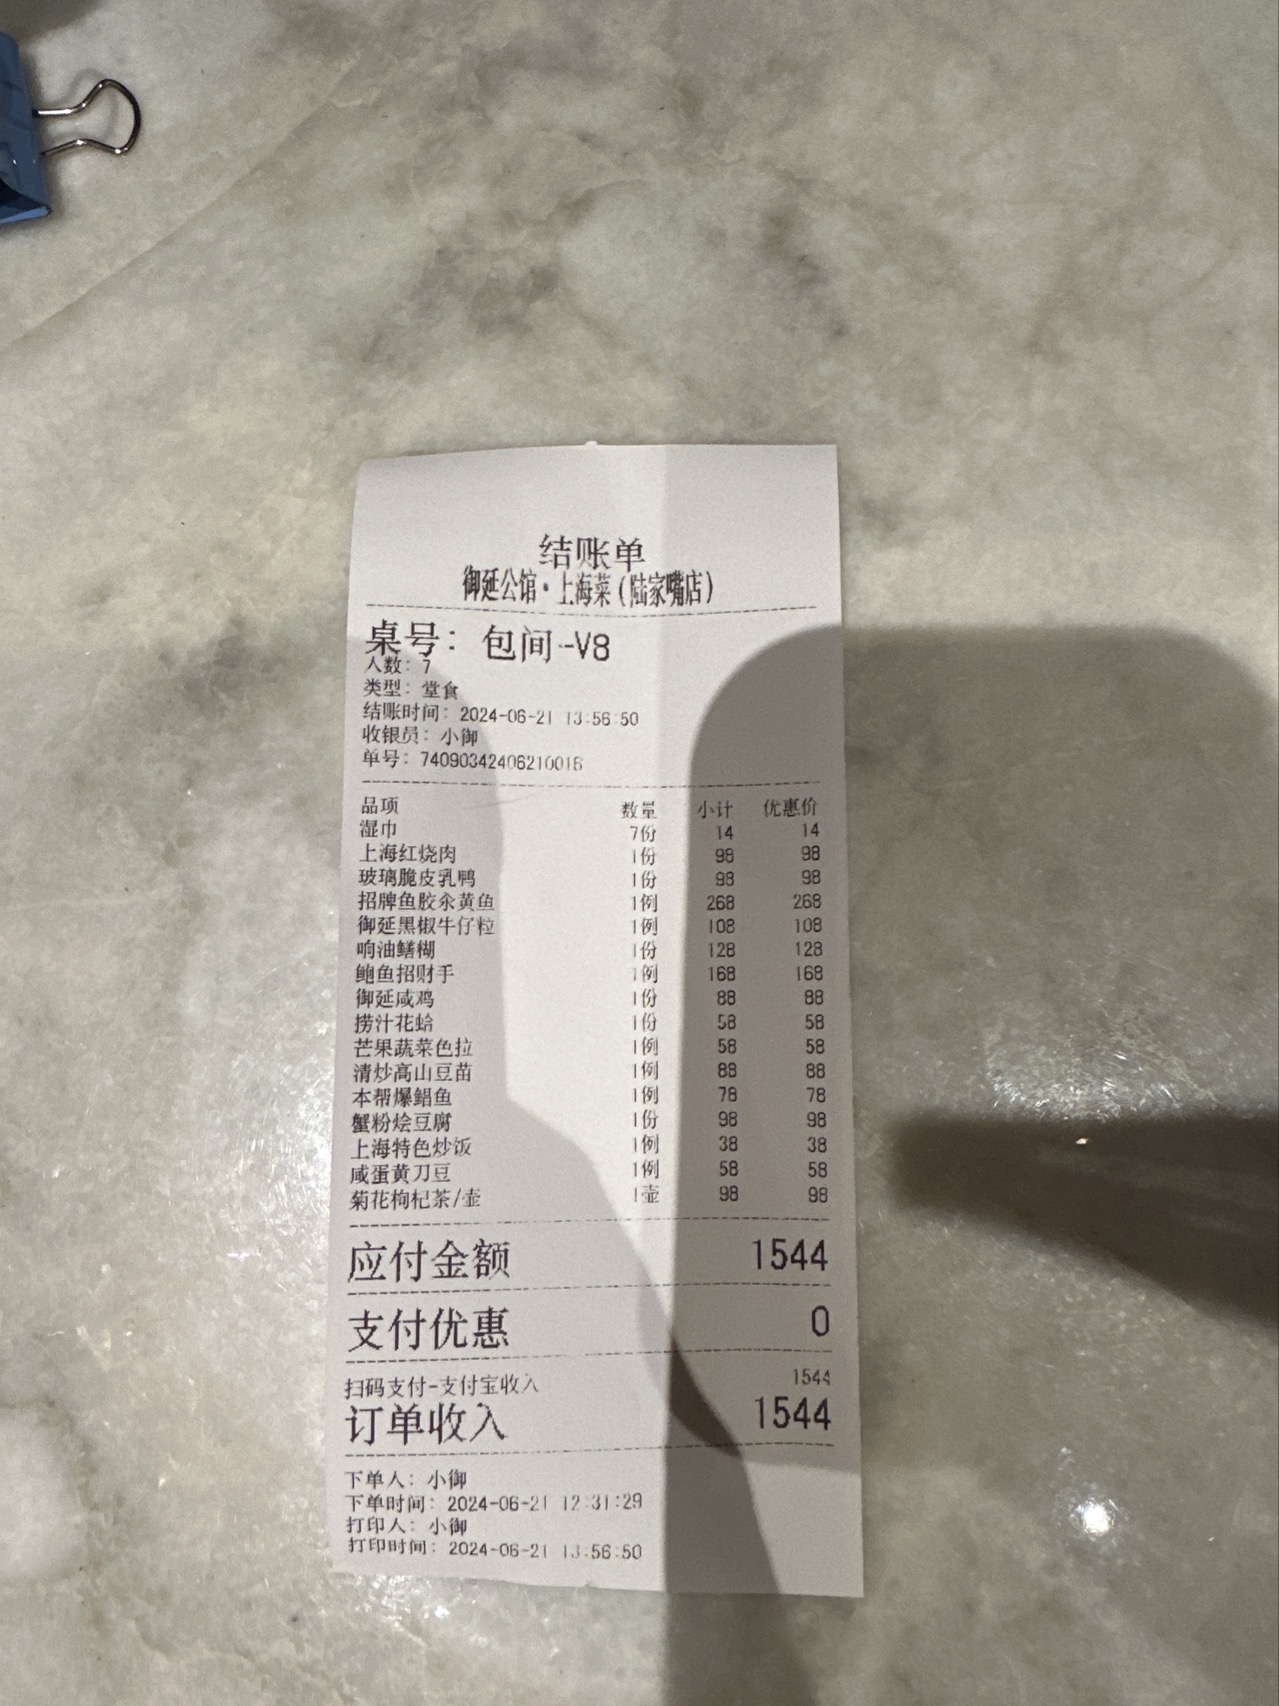 结账单
御延公馆·上海菜(陆家嘴店)
桌号: 包间-V8
人数: 7
类型: 堂食
结账时间: 2024-06-21 13:56:50
收银员: 小御
单号: 74090342406210016
品项 数量 小计 优惠价
湿巾 7份 14 14
上海红烧肉 1份 98 98
玻璃脆皮乳鸭 1份 98 98
招牌鱼胶氽黄鱼 1例 268 268
御延黑椒牛仔粒 1例 108 108
响油鳝糊 1份 128 128
鲍鱼招财手 1例 168 168
御延咸鸡 1份 88 88
捞汁花蛤 1份 58 58
芒果蔬菜色拉 1例 58 58
清炒高山豆苗 1例 88 88
本帮爆鲳鱼 1例 78 78
蟹粉烩豆腐 1份 98 98
上海特色炒饭 1例 38 38
咸蛋黄刀豆 1例 58 58
菊花枸杞茶/壶 1壶 98 98
应付金额 1544
支付优惠 0
扫码支付-支付宝收入 1544
订单收入 1544
下单人: 小御
下单时间: 2024-06-21 12:31:29
打印人: 小御
打印时间: 2024-06-21 13:56:50